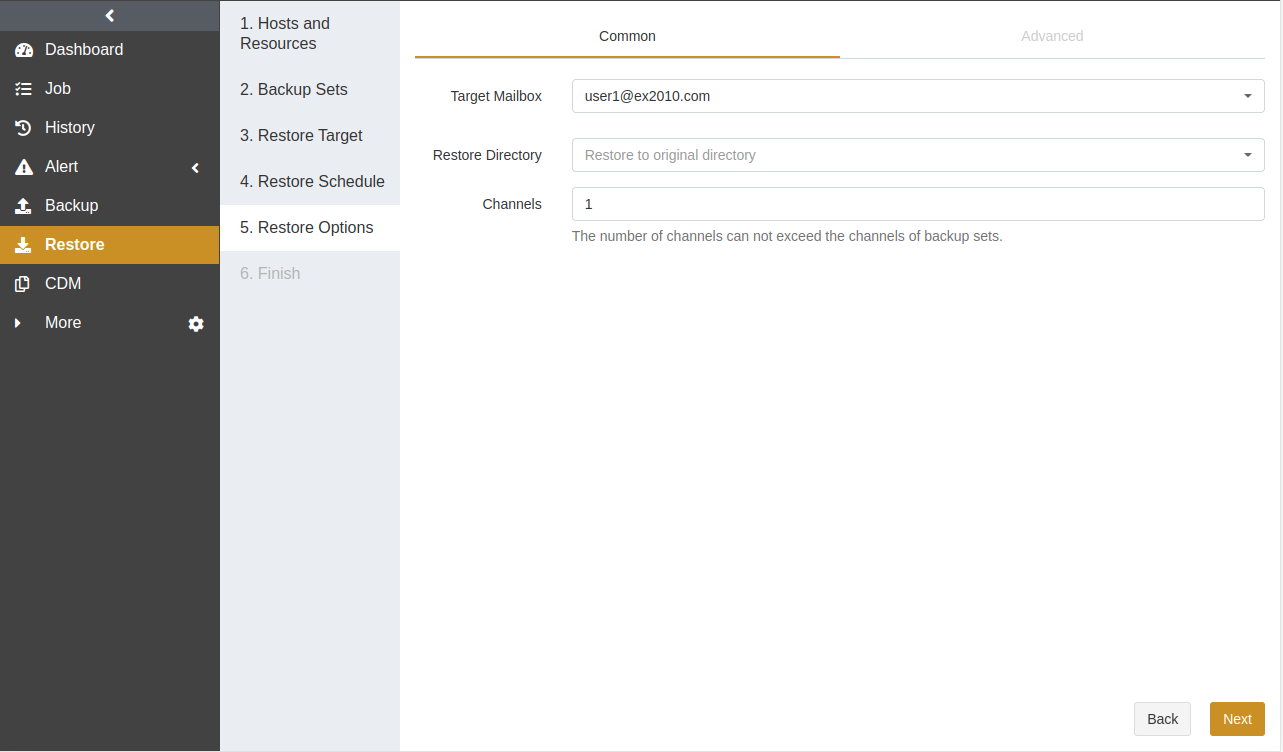 Dashboard
Job
History
Alert
Backup
Restore
CDM
More
1. Hosts and
Resources
2. Backup Sets
3. Restore Target
4. Restore Schedule
5. Restore Options
6. Finish
Common
Advanced
Target Mailbox
user1@ex2010.com
Restore Directory
Restore to original directory
Channels
1
The number of channels can not exceed the channels of backup sets.
Back
Next